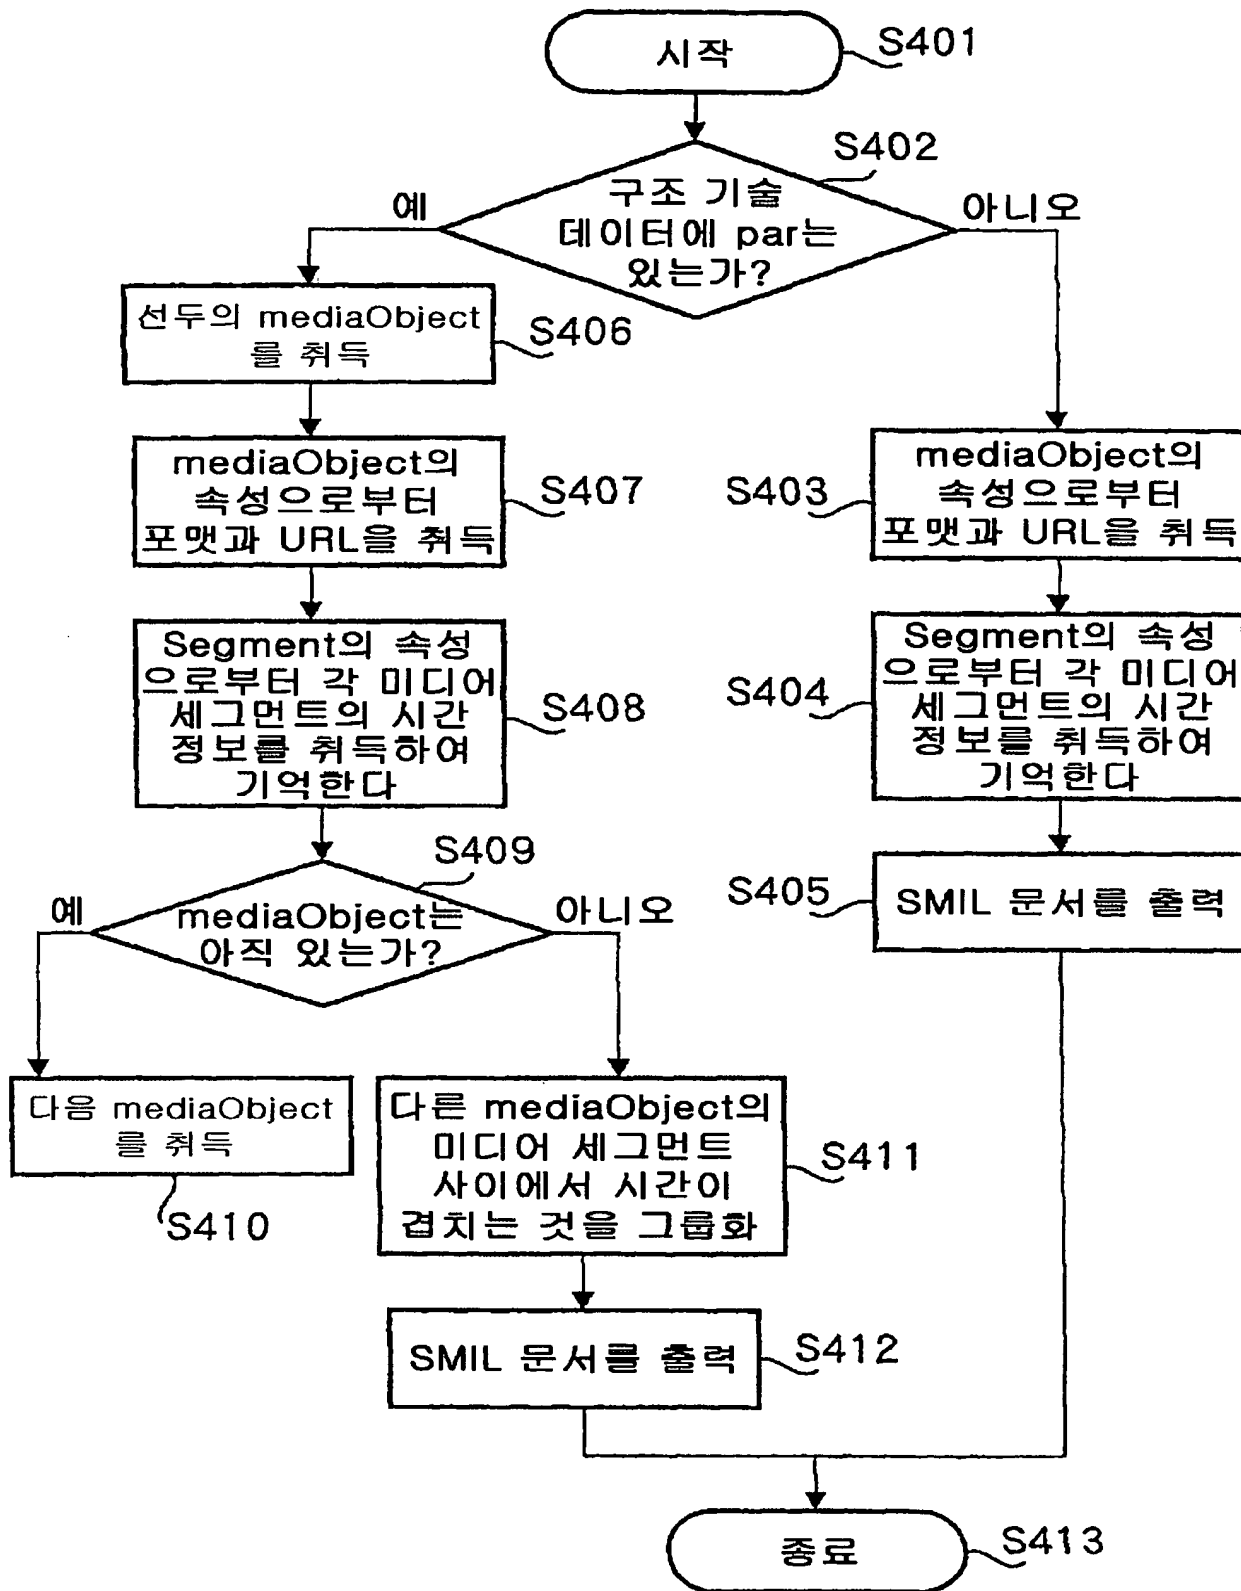 시작
S401
S402
구조 기술
데이터에 par는
있는가?
예
아니오
선두의 mediaObject
를 취득
S406
mediaObject의
속성으로부터
포맷과 URL을 취득
S407
S403
mediaObject의
속성으로부터
포맷과 URL을 취득
Segment의 속성
으로부터 각 미디어
세그먼트의 시간
정보를 취득하여
기억한다
S408
S404
Segment의 속성
으로부터 각 미디어
세그먼트의 시간
정보를 취득하여
기억한다
S409
mediaObject는
아직 있는가?
예
아니오
S405
SMIL 문서를 출력
다음 mediaObject
를 취득
S410
다른 mediaObject의
미디어 세그먼트
사이에서 시간이
겹치는 것을 그룹화
S411
SMIL 문서를 출력
S412
종료
S413